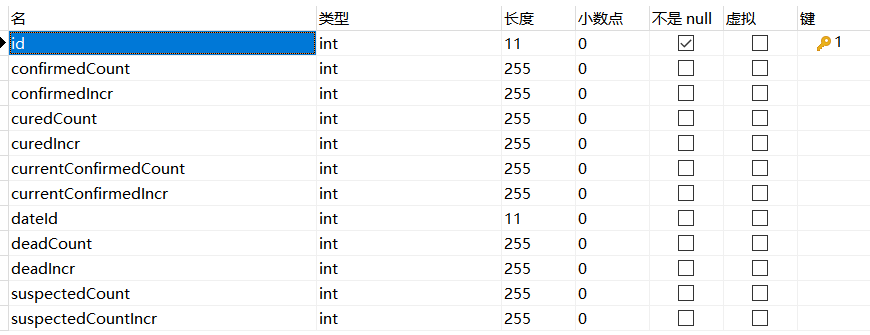 名 类型 长度 小数点 不是 null 虚拟 键
id int 11 0 1
confirmedCount int 255 0
confirmedIncr int 255 0
curedCount int 255 0
curedIncr int 255 0
currentConfirmedCount int 255 0
currentConfirmedIncr int 255 0
dateId int 11 0
deadCount int 255 0
deadIncr int 255 0
suspectedCount int 255 0
suspectedCountIncr int 255 0